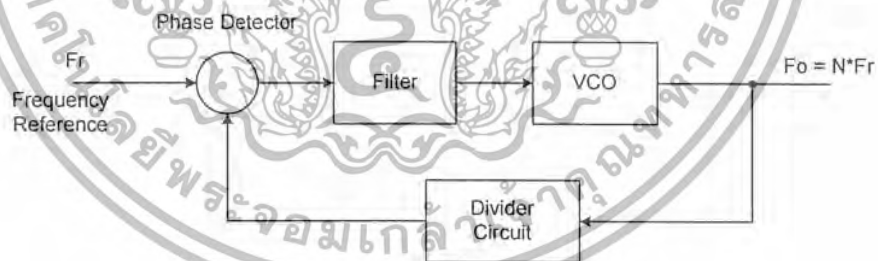 Phase Detector
Fr
Frequency
Reference
Filter
VCO
Fo = N*Fr
Divider
Circuit